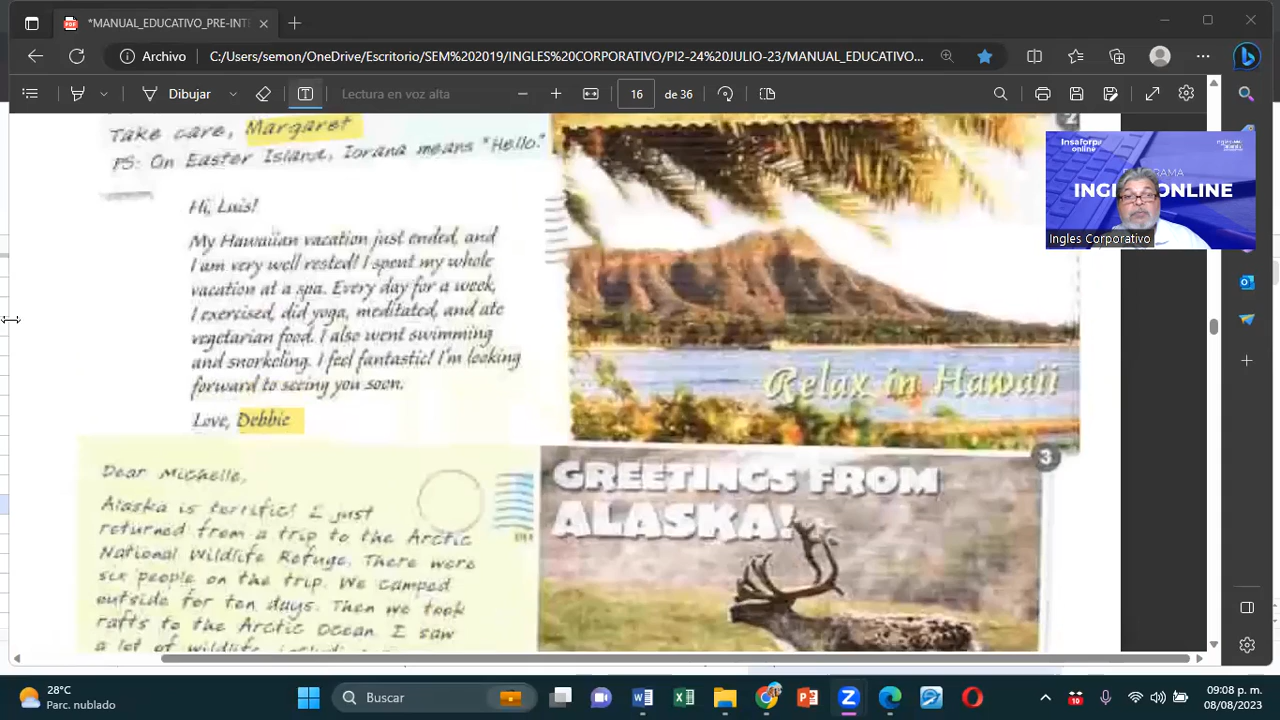 *MANUAL_EDUCATIVO_PRE-INT
Archivo
C:/Users/semon/OneDrive/Escritorio/SEM%202019/INGLES%20CORPORATIVO/PI2-24%20JULIO-23/MANUAL_EDUCATIVO...
Dibujar
Lectura en voz alta
16
de 36
Take care, Margaret
PS: On Easter Island, Iorana means "Hello."
2
Hi, Luis!
My Hawaiian vacation just ended, and
I am very well rested! I spent my whole
vacation at a spa. Every day for a week,
I exercised, did yoga, meditated, and ate
vegetarian food. I also went swimming
and snorkeling. I feel fantastic! I'm looking
forward to seeing you soon.
Love, Debbie
Relax in Hawaii
Insaforp
online
INGLES ONLINE
Ingles Corporativo
3
Dear Michelle,
Alaska is terrific! I just
returned from a trip to the Arctic
National Wildlife Refuge. There were
six people on the trip. We camped
outside for ten days. Then we took
rafts to the Arctic Ocean. I saw
a lot of wildlife
GREETINGS FROM
ALASKA!
28°C
Parc. nublado
Buscar
10
09:08 p. m.
08/08/2023